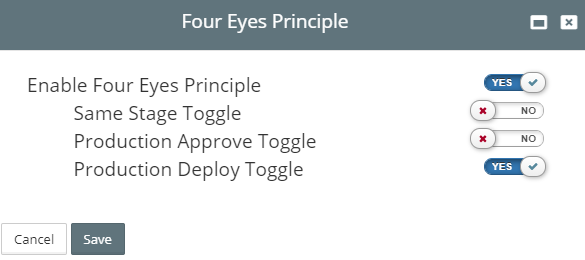 Four Eyes Principle
Enable Four Eyes Principle YES
Same Stage Toggle NO
Production Approve Toggle NO
Production Deploy Toggle YES
Cancel Save